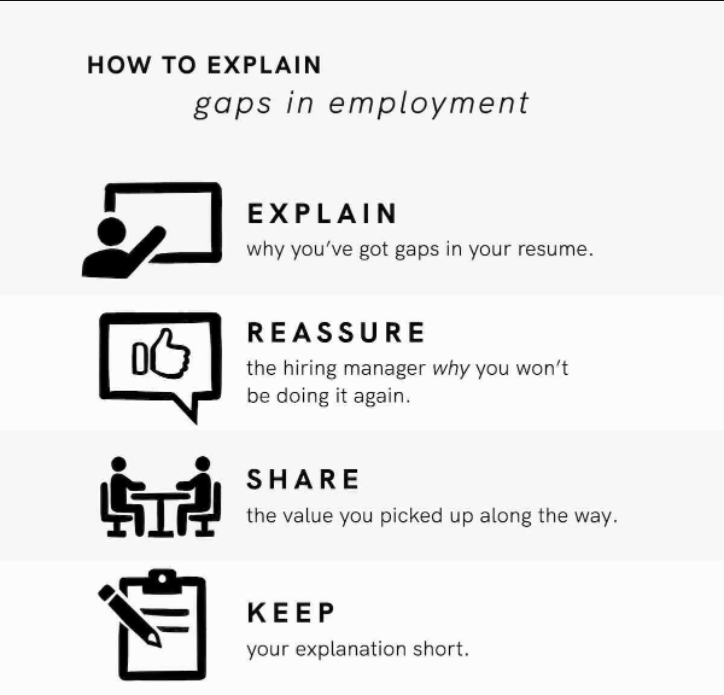 HOW TO EXPLAIN
gaps in employment
EXPLAIN
why you've got gaps in your resume.
REASSURE
the hiring manager why you won't
be doing it again.
SHARE
the value you picked up along the way.
KEEP
your explanation short.